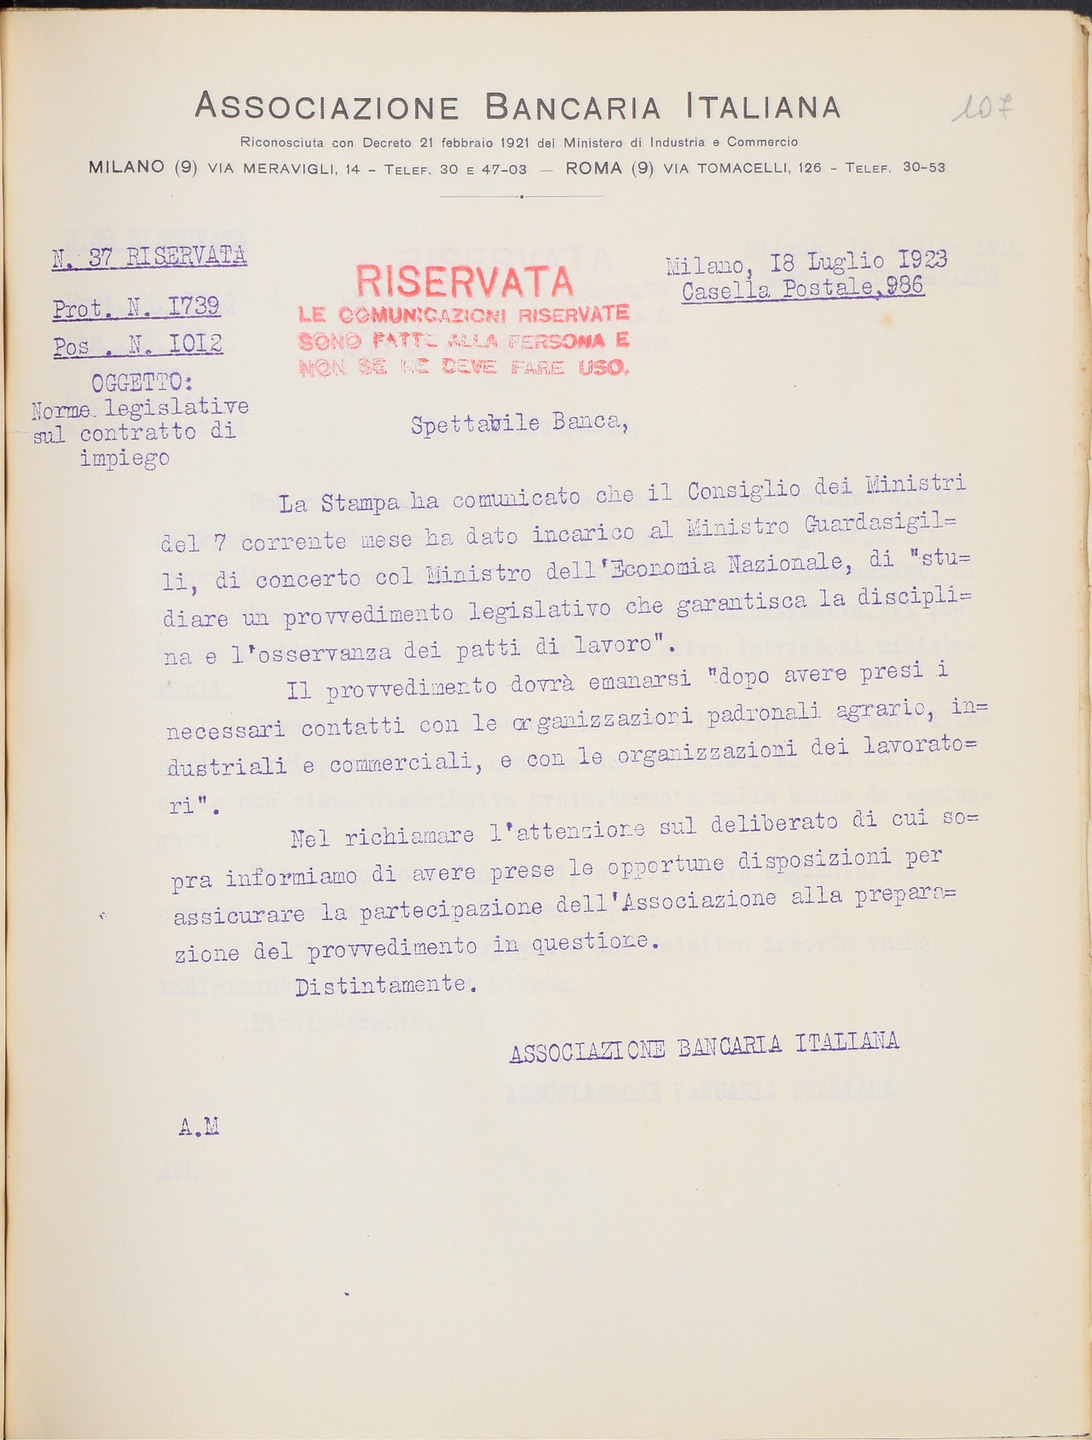 ASSOCIAZIONE BANCARIA ITALIANA
107
Riconosciuta con Decreto 21 febbraio 1921 del Ministero di Industria e Commercio
MILANO (9) VIA MERAVIGLI, 14 - TELEF. 30 E 47-03 — ROMA (9) VIA TOMACELLI, 126 - TELEF. 30-53
N. 37 RISERVATA
Milano, I8 Luglio I923
Casella Postale,986
RISERVATA
LE COMUNICAZIONI RISERVATE
SONO FATTE ALLA PERSONA E
NON SE NE DEVE FARE USO.
Prot. N. I739
Pos . N. IOI2
OGGETTO:
Norme legislative
sul contratto di
impiego
Spettabile Banca,
La Stampa ha comunicato che il Consiglio dei Ministri
del 7 corrente mese ha dato incarico al Ministro Guardasigil=
li, di concerto col Ministro dell'Economia Nazionale, di "stu=
diare un provvedimento legislativo che garantisca la discipli=
na e l'osservanza dei patti di lavoro".
Il provvedimento dovrà emanarsi "dopo avere presi i
necessari contatti con le organizzazioni padronali agrarie, in=
dustriali e commerciali, e con le organizzazioni dei lavorato=
ri".
Nel richiamare l'attenzione sul deliberato di cui so=
pra informiamo di avere prese le opportune disposizioni per
assicurare la partecipazione dell'Associazione alla prepara=
zione del provvedimento in questione.
Distintamente.
ASSOCIAZIONE BANCARIA ITALIANA
A.M